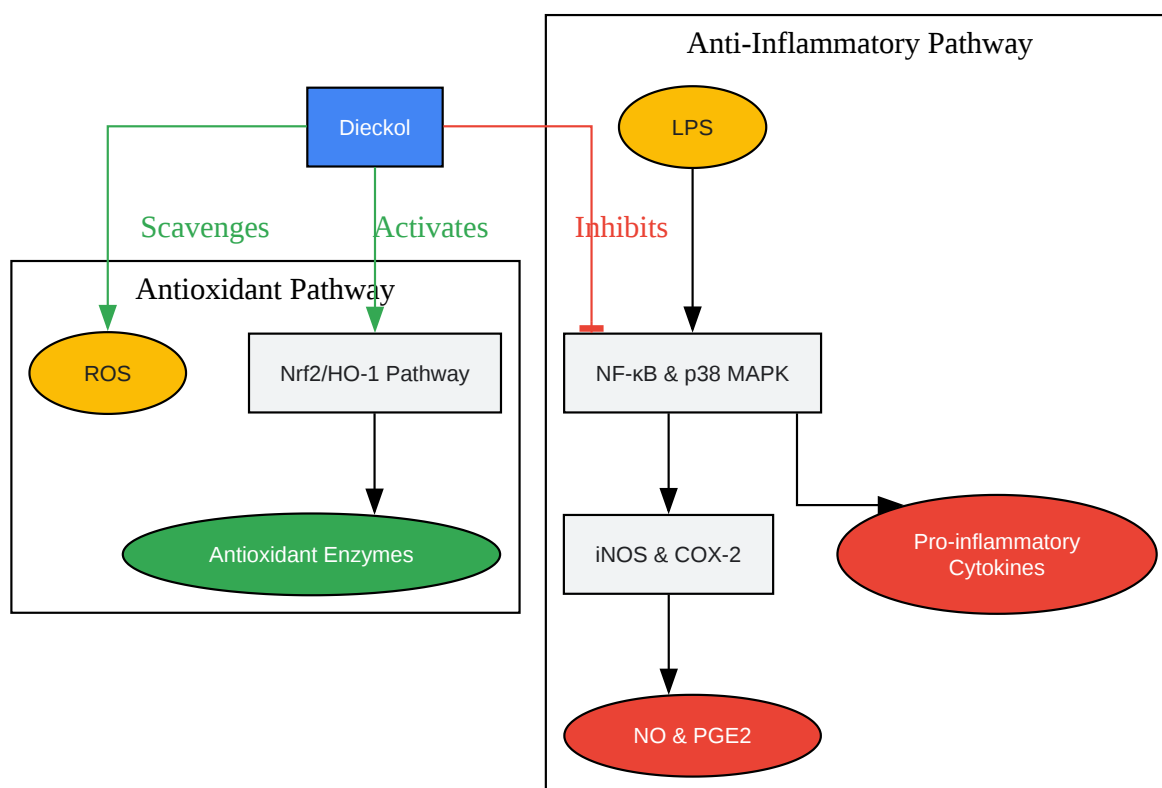 Anti-Inflammatory Pathway
Dieckol
LPS
Scavenges
Activates
Inhibits
Antioxidant Pathway
ROS
Nrf2/HO-1 Pathway
NF-κB & p38 MAPK
Antioxidant Enzymes
iNOS & COX-2
Pro-inflammatory
Cytokines
NO & PGE2